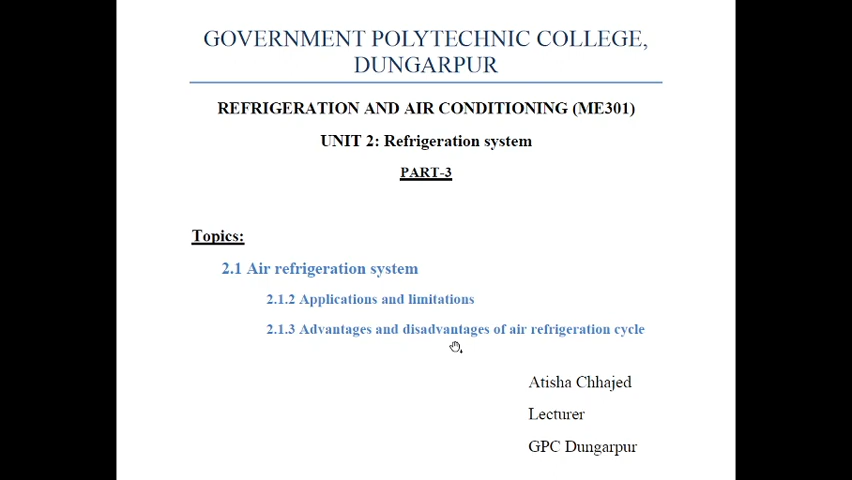 GOVERNMENT POLYTECHNIC COLLEGE,
DUNGARPUR
REFRIGERATION AND AIR CONDITIONING (ME301)
UNIT 2: Refrigeration system
PART-3
Topics:
2.1 Air refrigeration system
2.1.2 Applications and limitations
2.1.3 Advantages and disadvantages of air refrigeration cycle
Atisha Chhajed
Lecturer
GPC Dungarpur